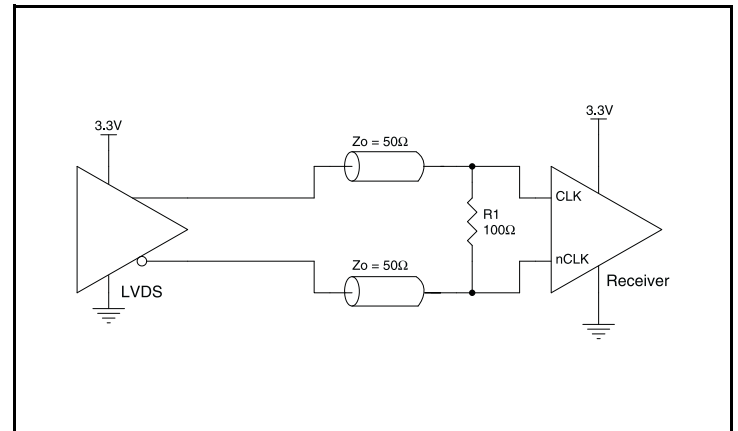 3.3V
LVDS
Zo = 50Ω
Zo = 50Ω
R1
100Ω
3.3V
CLK
nCLK
Receiver